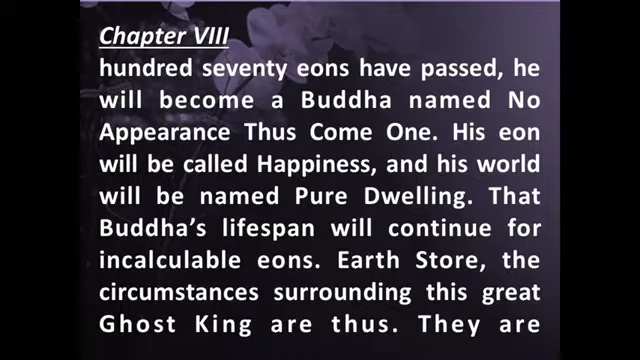 Chapter VIII
hundred seventy eons have passed, he
will become a Buddha named No
Appearance Thus Come One. His eon
will be called Happiness, and his world
will be named Pure Dwelling. That
Buddha’s lifespan will continue for
incalculable eons. Earth Store, the
circumstances surrounding this great
Ghost King are thus. They are